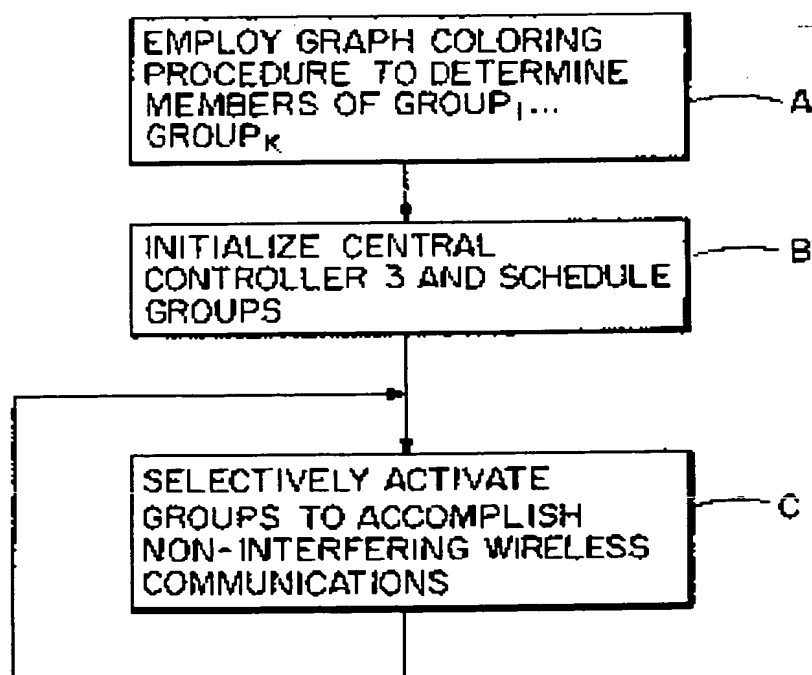 EMPLOY GRAPH COLORING
PROCEDURE TO DETERMINE
MEMBERS OF GROUP₁...
GROUPₖ
A
INITIALIZE CENTRAL
CONTROLLER 3 AND SCHEDULE
GROUPS
B
SELECTIVELY ACTIVATE
GROUPS TO ACCOMPLISH
NON-INTERFERING WIRELESS
COMMUNICATIONS
C